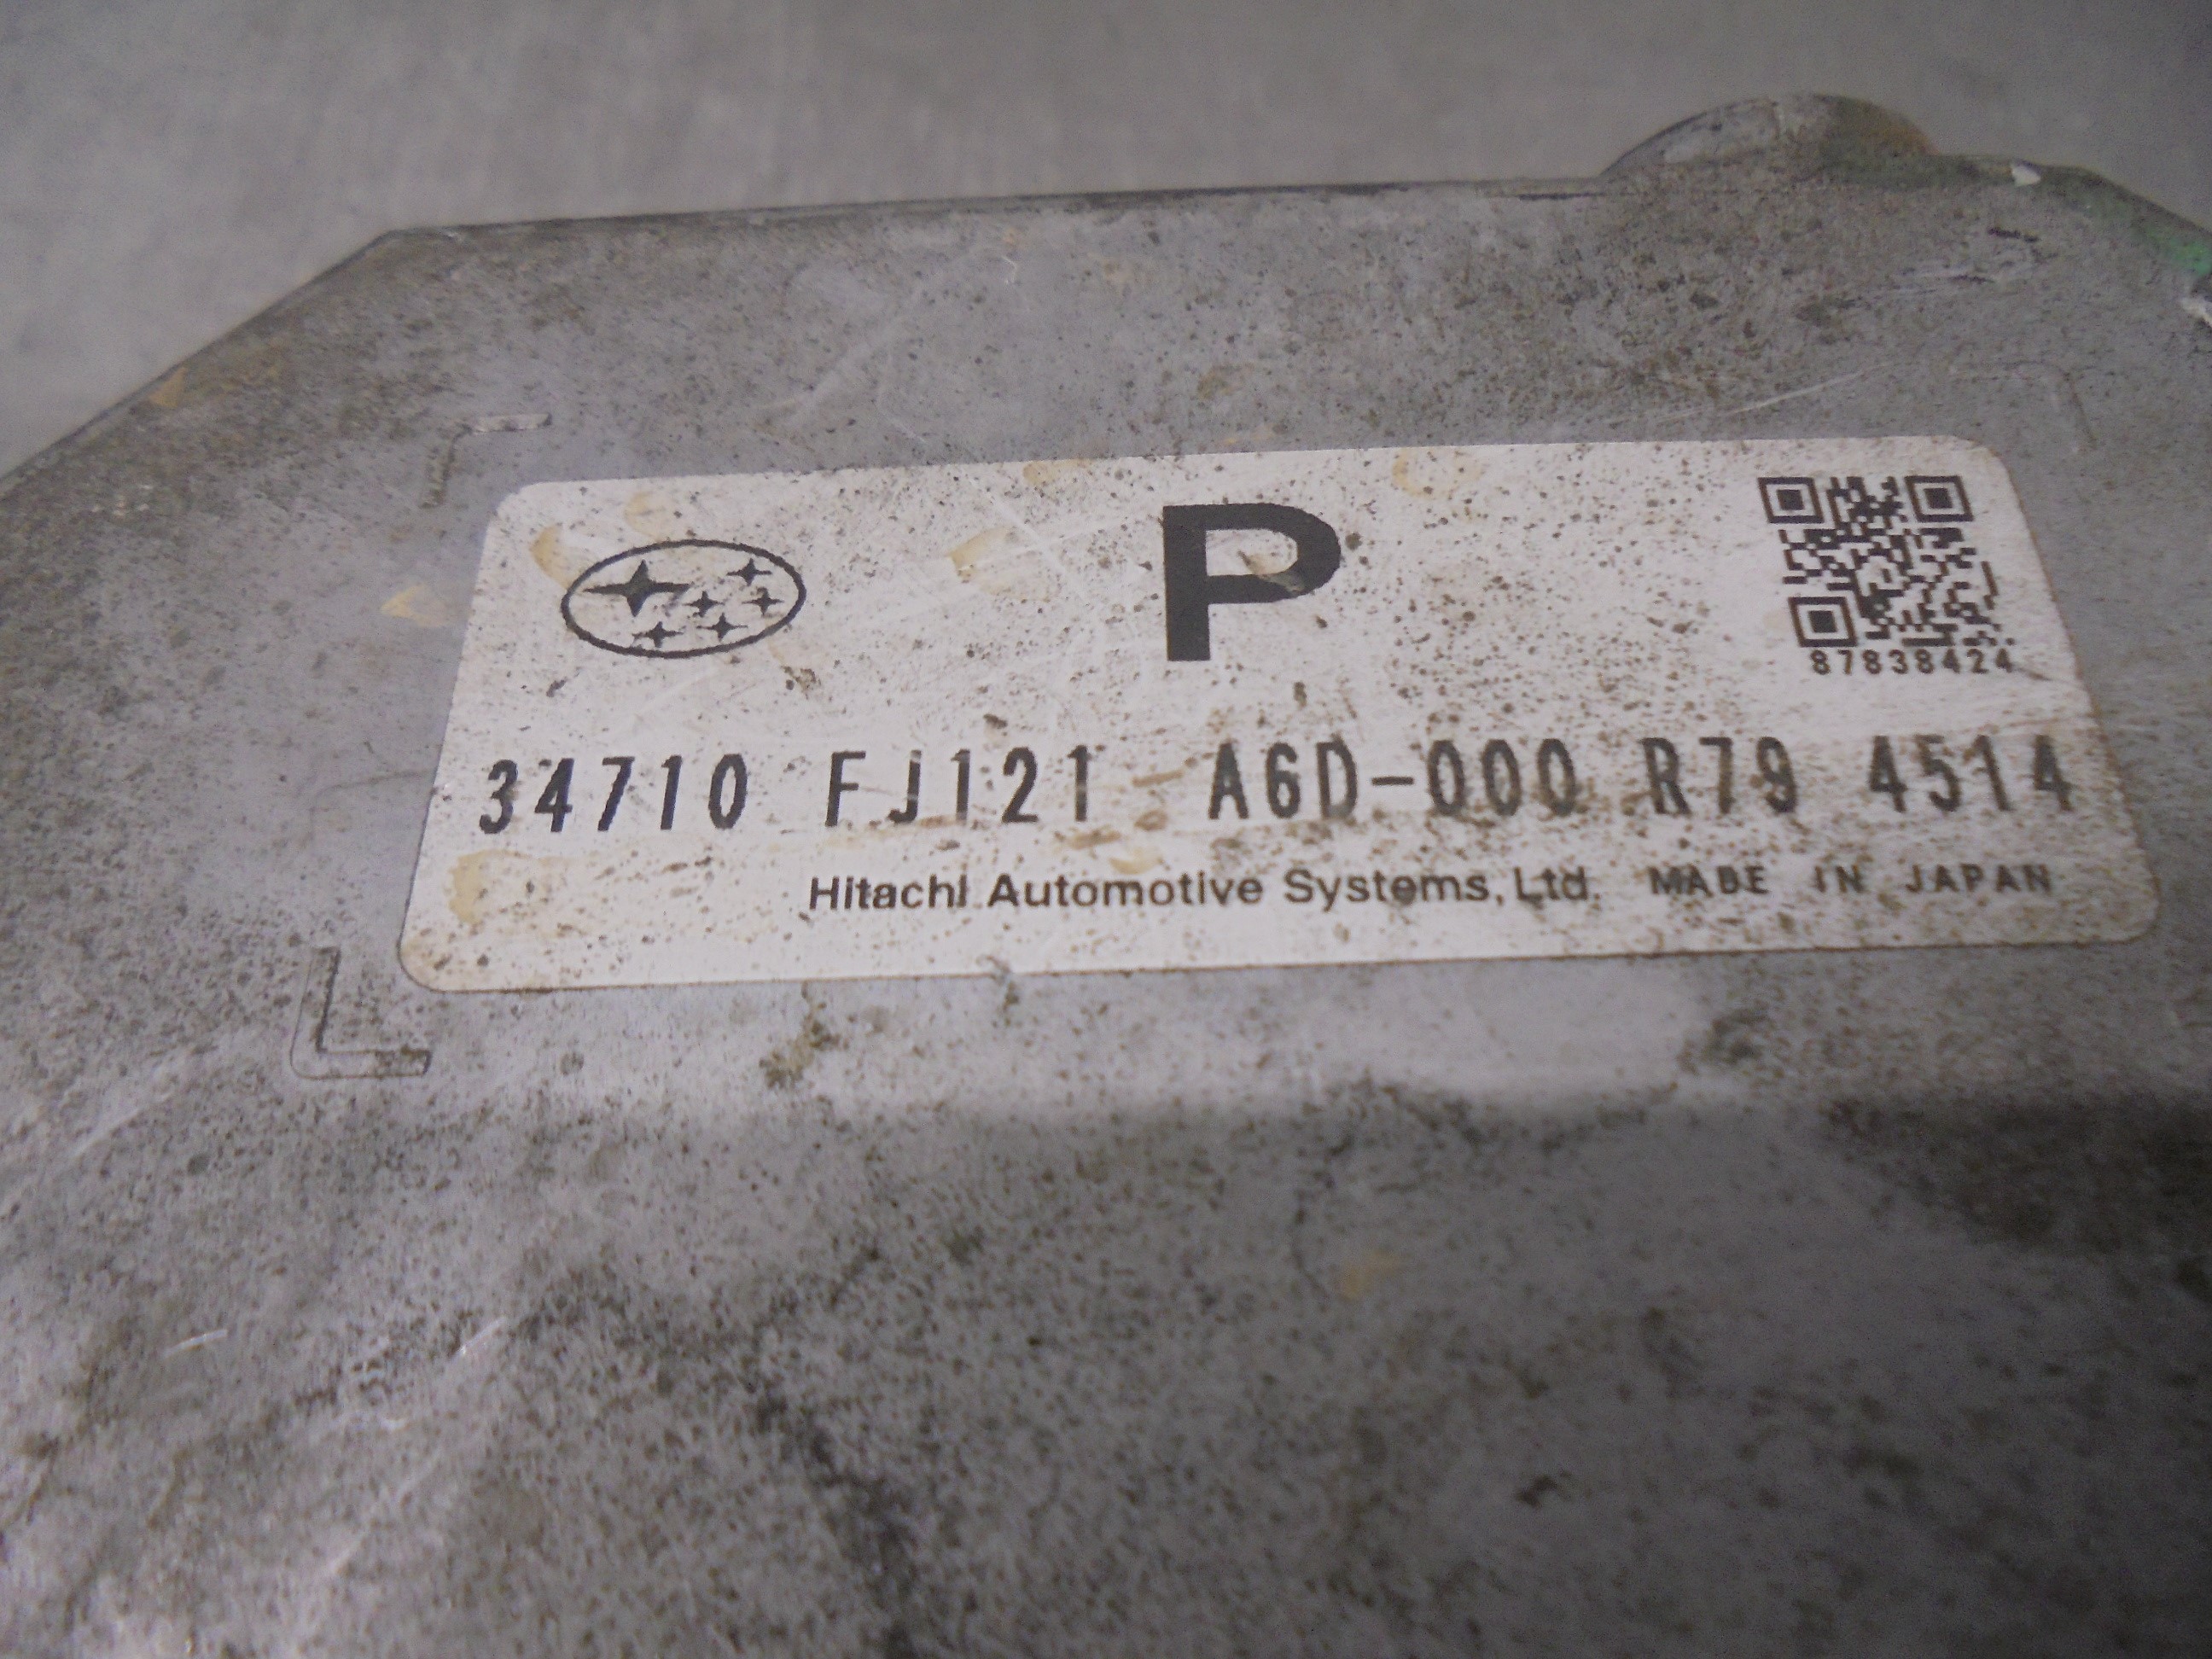 P
87838424
34710 FJ121 A6D-000 R79 4514
Hitachi Automotive Systems, Ltd. MADE IN JAPAN